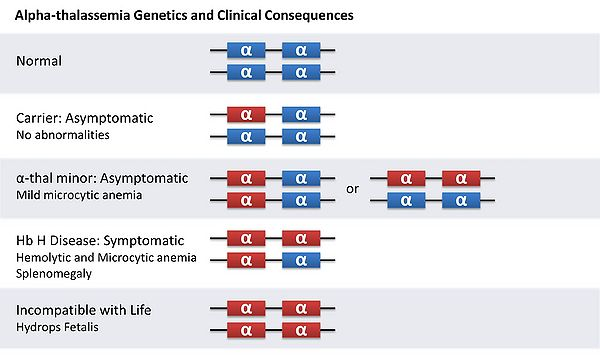 Alpha-thalassemia Genetics and Clinical Consequences
Normal
α α
α α
Carrier: Asymptomatic
No abnormalities
α α
α α
α-thal minor: Asymptomatic
Mild microcytic anemia
α α
α α
or
α α
α α
Hb H Disease: Symptomatic
Hemolytic and Microcytic anemia
Splenomegaly
α α
α α
Incompatible with Life
Hydrops Fetalis
α α
α α